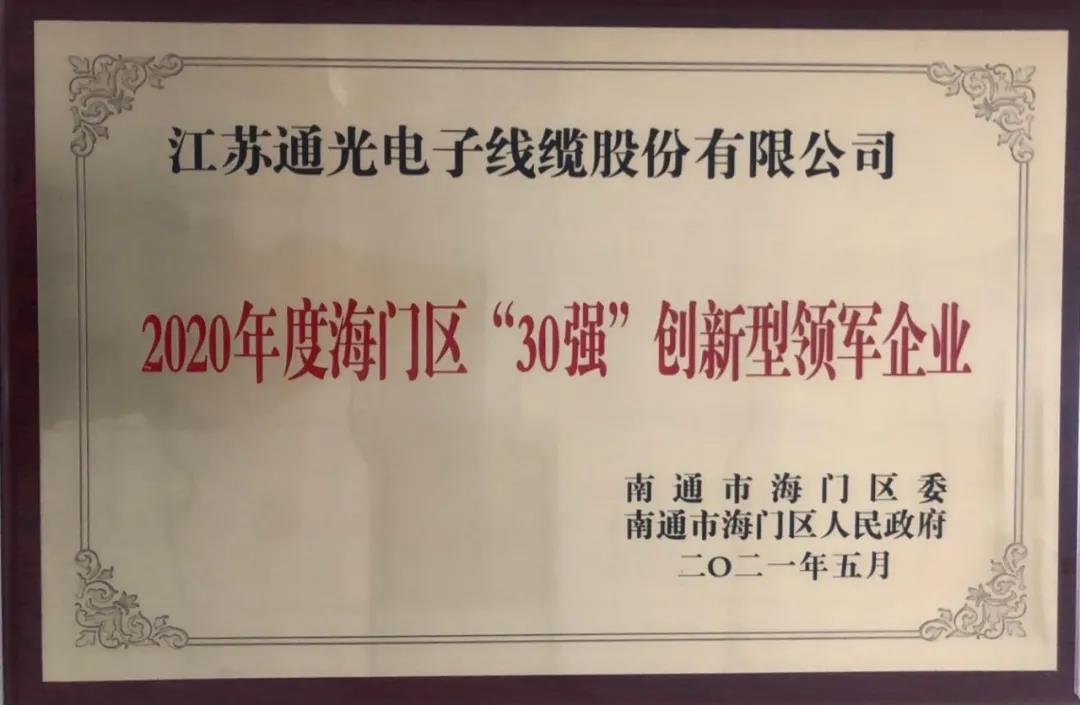 江苏通光电子线缆股份有限公司
2020年度海门区“30强”创新型领军企业
南通市海门区委
南通市海门区人民政府
二〇二一年五月